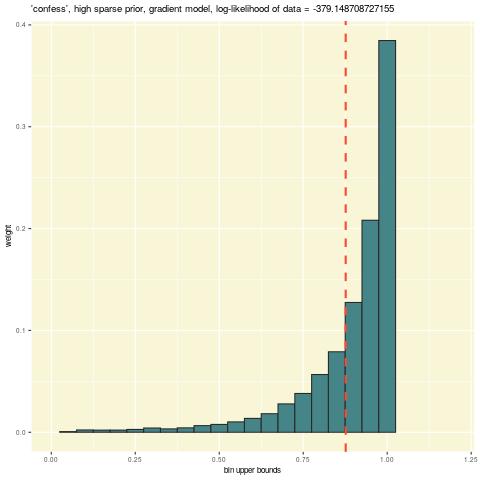 'confess', high sparse prior, gradient model, log-likelihood of data = -379.148708727155
0.4
0.3
0.2
0.1
0.0
weight
0.00 0.25 0.50 0.75 1.00 1.25
bin upper bounds